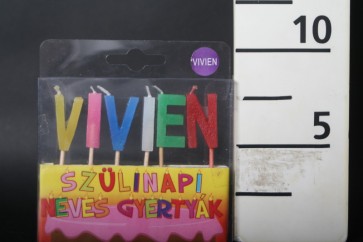 VIVIEN
VIVIEN
SZÜLINAPI
NEVES GYERTYÁK
10
5